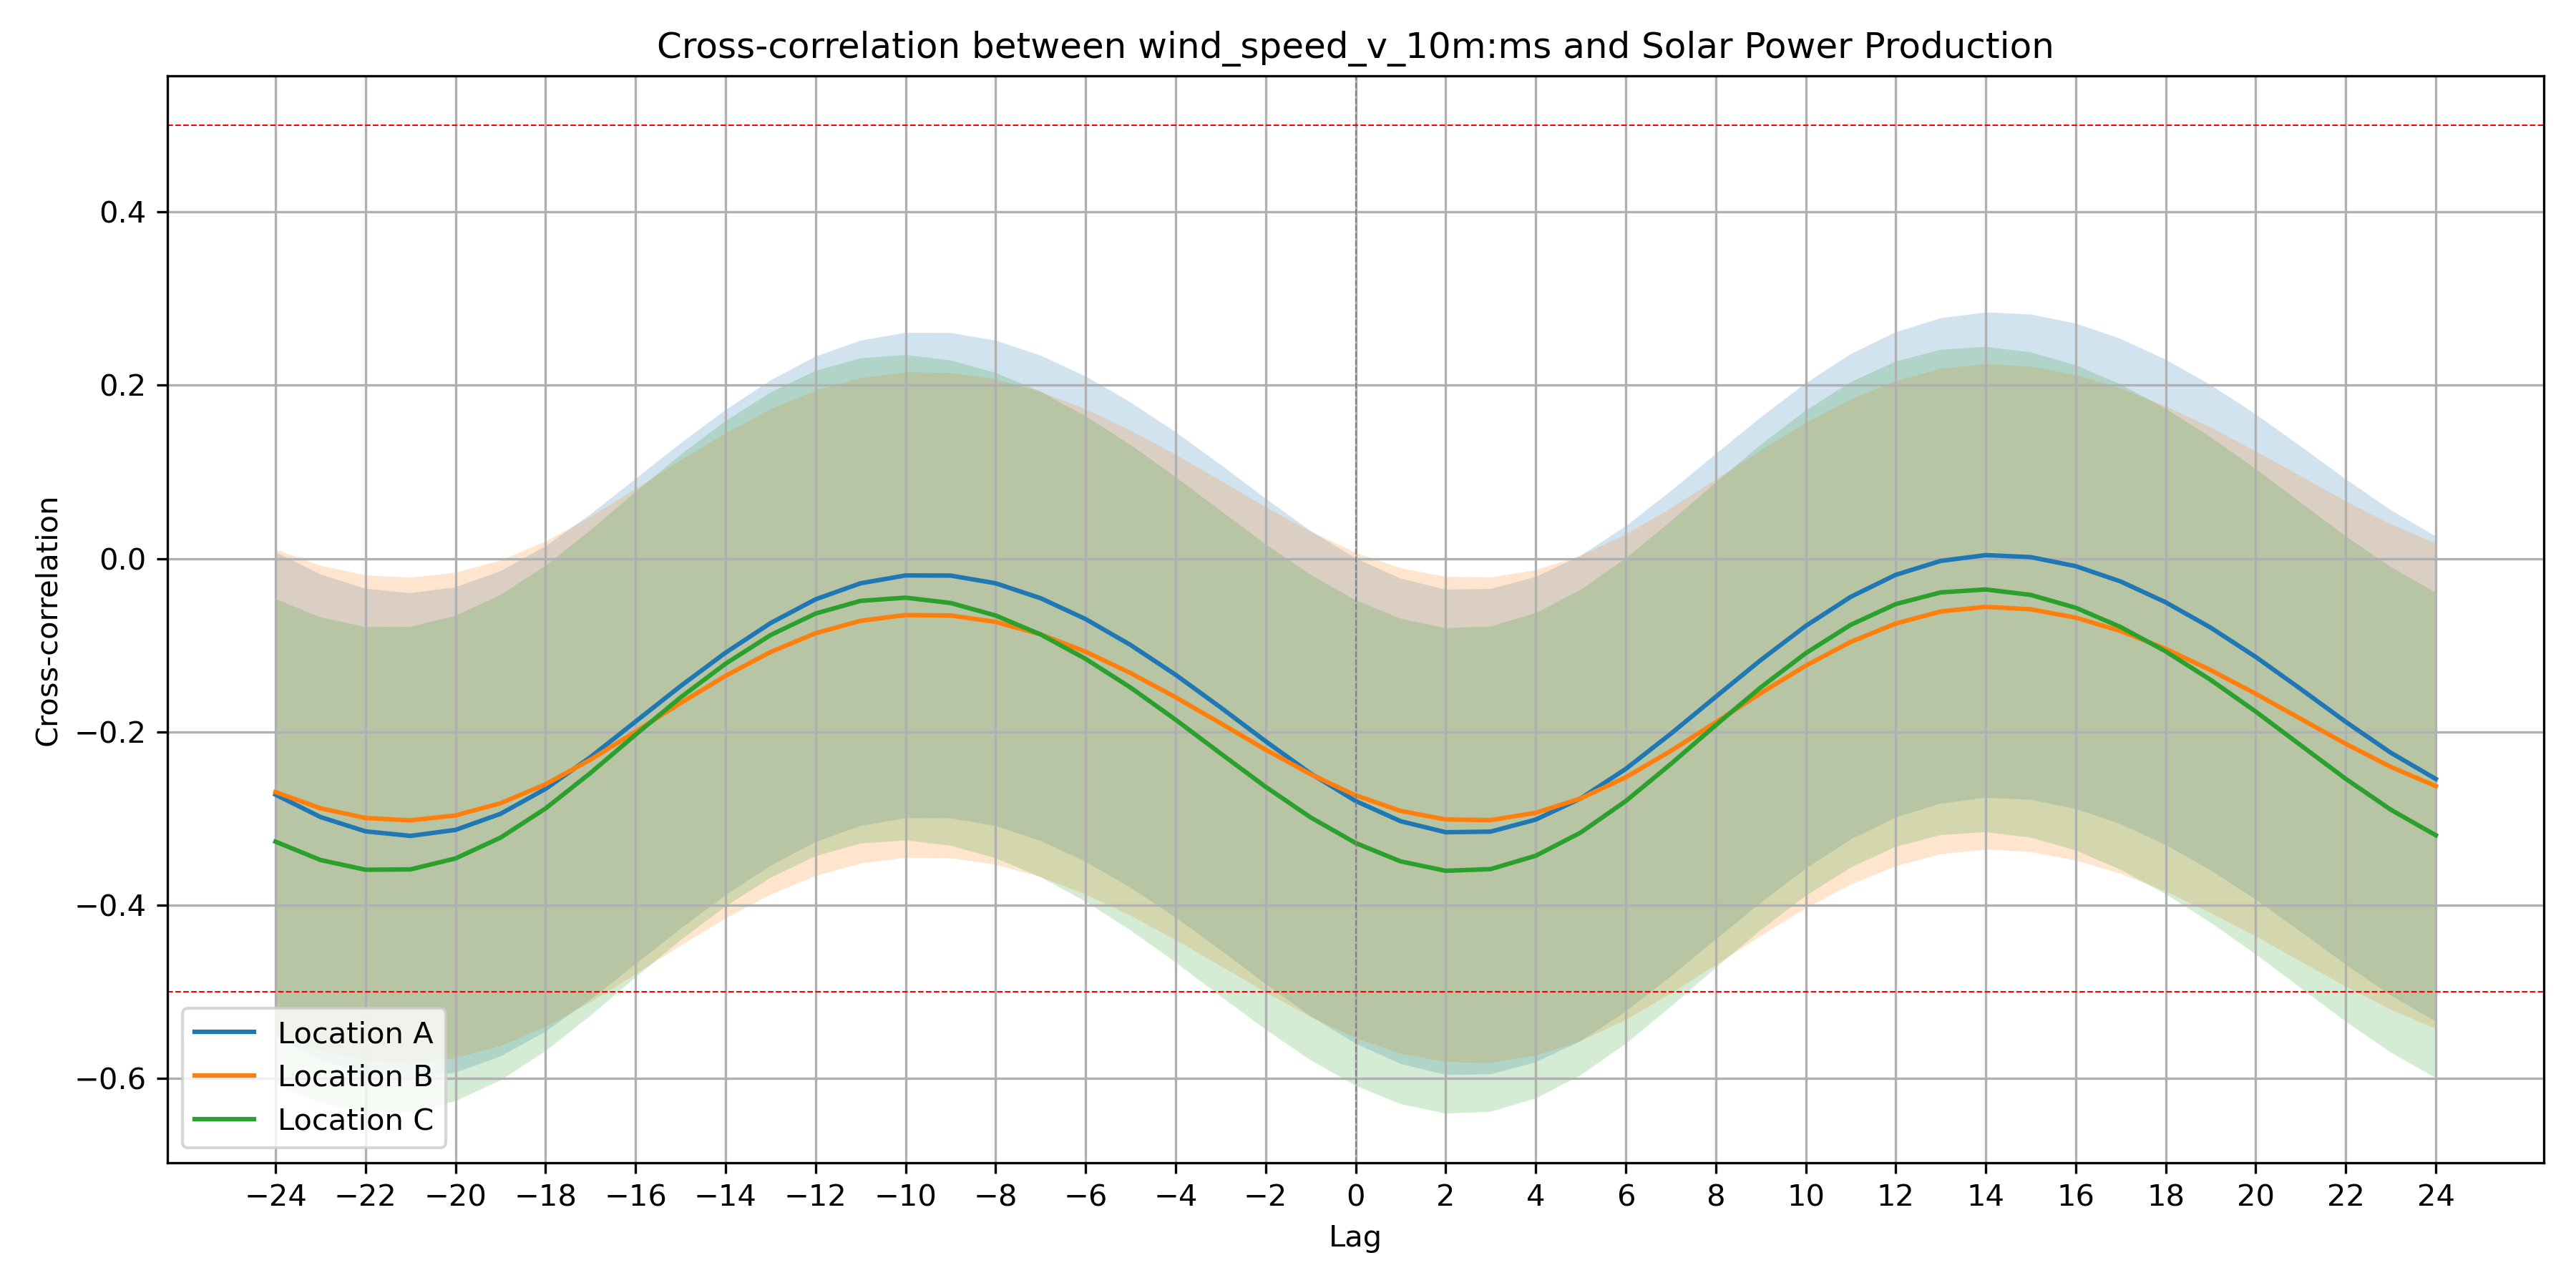 Cross-correlation between wind_speed_v_10m:ms and Solar Power Production
Cross-correlation
0.4
0.2
0.0
−0.2
−0.4
−0.6
Location A
Location B
Location C
−24 −22 −20 −18 −16 −14 −12 −10 −8 −6 −4 −2 0 2 4 6 8 10 12 14 16 18 20 22 24
Lag